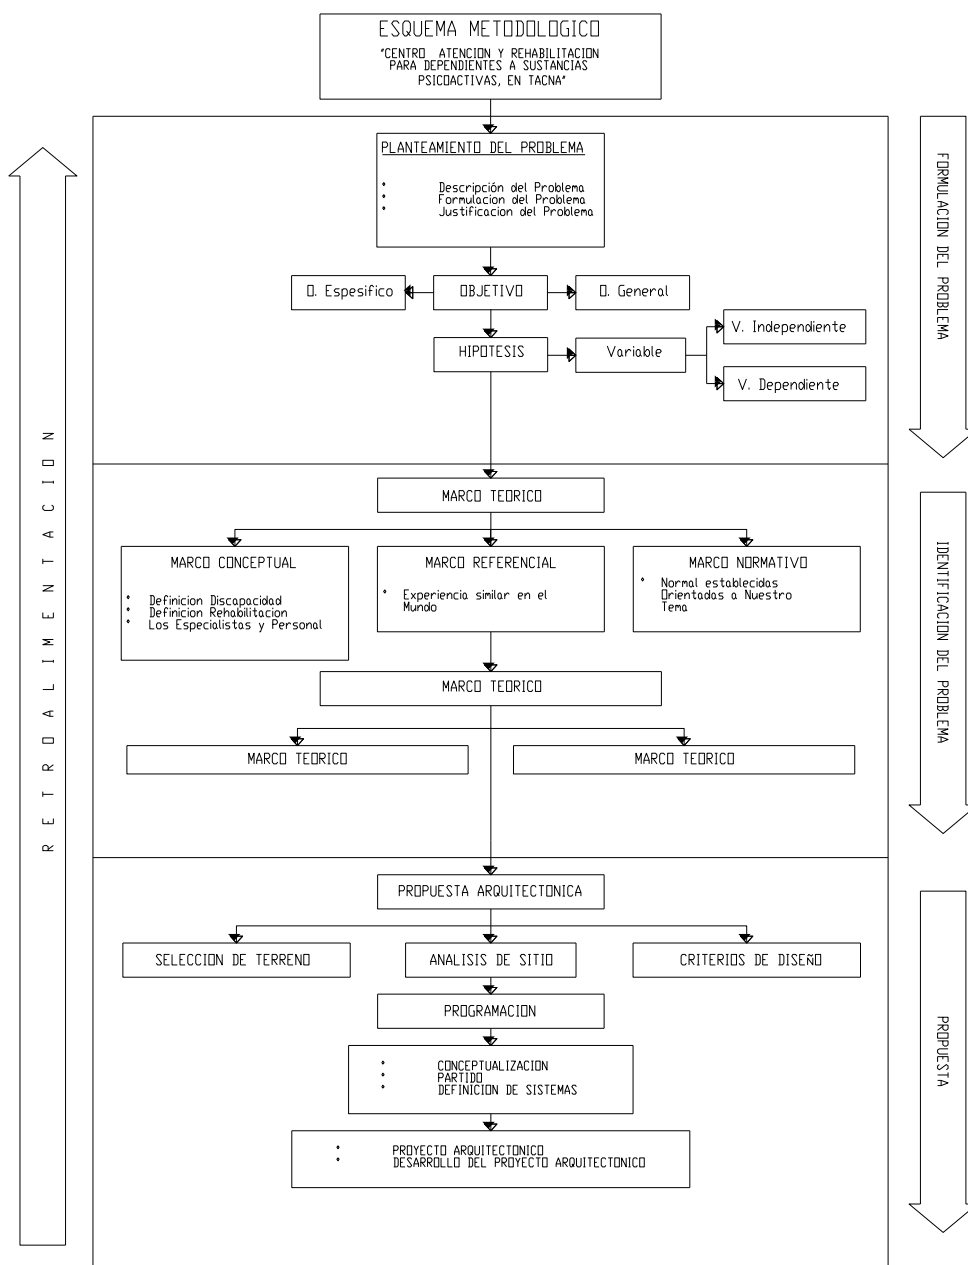 ESQUEMA METODOLOGICO
"CENTRO ATENCION Y REHABILITACION
PARA DEPENDIENTES A SUSTANCIAS
PSICOACTIVAS, EN TACNA"
PLANTEAMIENTO DEL PROBLEMA
* Descripción del Problema
* Formulacion del Problema
* Justificacion del Problema
O. Espesifico
OBJETIVO
O. General
HIPOTESIS
Variable
V. Independiente
V. Dependiente
FORMULACION DEL PROBLEMA
RETROALIMENTACION
MARCO TEORICO
MARCO CONCEPTUAL
* Definicion Discapacidad
* Definicion Rehabilitacion
* Los Especialistas y Personal
MARCO REFERENCIAL
* Experiencia similar en el
Mundo
MARCO NORMATIVO
* Normal establecidas
Orientadas a Nuestro
Tema
MARCO TEORICO
MARCO TEORICO
MARCO TEORICO
IDENTIFICACION DEL PROBLEMA
PROPUESTA ARQUITECTONICA
SELECCION DE TERRENO
ANALISIS DE SITIO
CRITERIOS DE DISEÑO
PROGRAMACION
* CONCEPTUALIZACION
* PARTIDO
* DEFINICION DE SISTEMAS
* PROYECTO ARQUITECTONICO
* DESARROLLO DEL PROYECTO ARQUITECTONICO
PROPUESTA